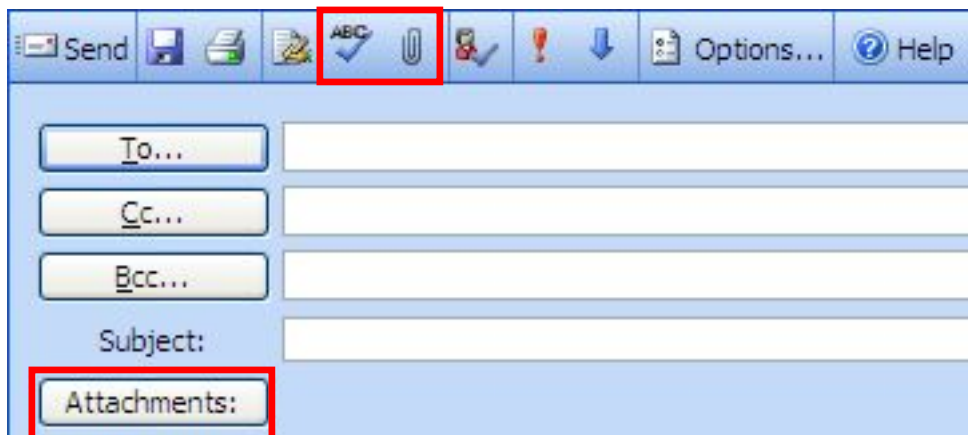 Send ABC Options... Help
To...
Cc...
Bcc...
Subject:
Attachments: